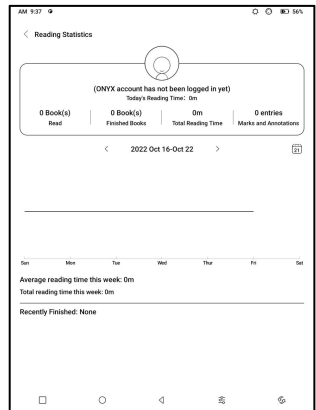 AM 9:37 56%
Reading Statistics
(ONYX account has not been logged in yet)
Today's Reading Time: 0m
0 Book(s) 0 Book(s) 0m 0 entries
Read Finished Books Total Reading Time Marks and Annotations
2022 Oct 16-Oct 22 21
Sun Mon Tue Wed Thur Fri Sat
Average reading time this week: 0m
Total reading time this week: 0m
Recently Finished: None